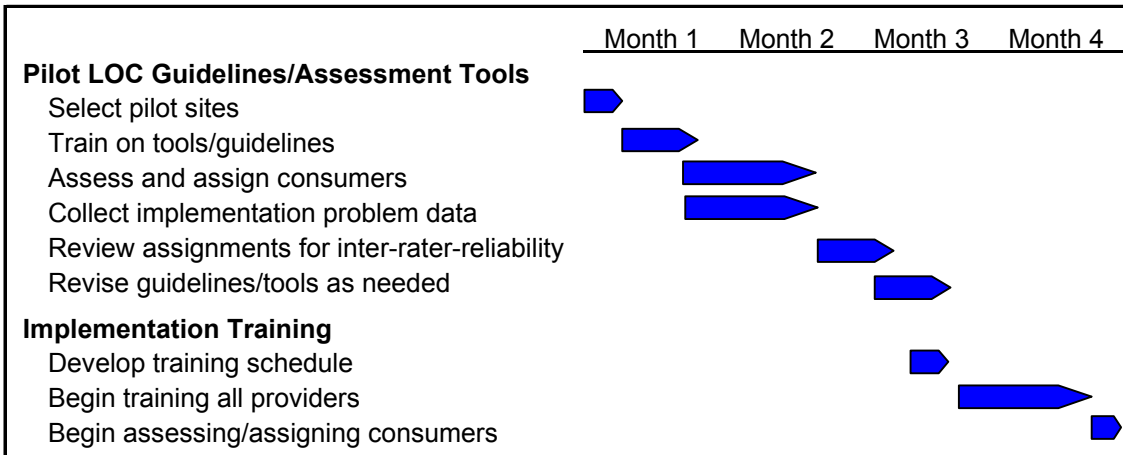 Month 1 Month 2 Month 3 Month 4
Pilot LOC Guidelines/Assessment Tools
Select pilot sites
Train on tools/guidelines
Assess and assign consumers
Collect implementation problem data
Review assignments for inter-rater-reliability
Revise guidelines/tools as needed
Implementation Training
Develop training schedule
Begin training all providers
Begin assessing/assigning consumers